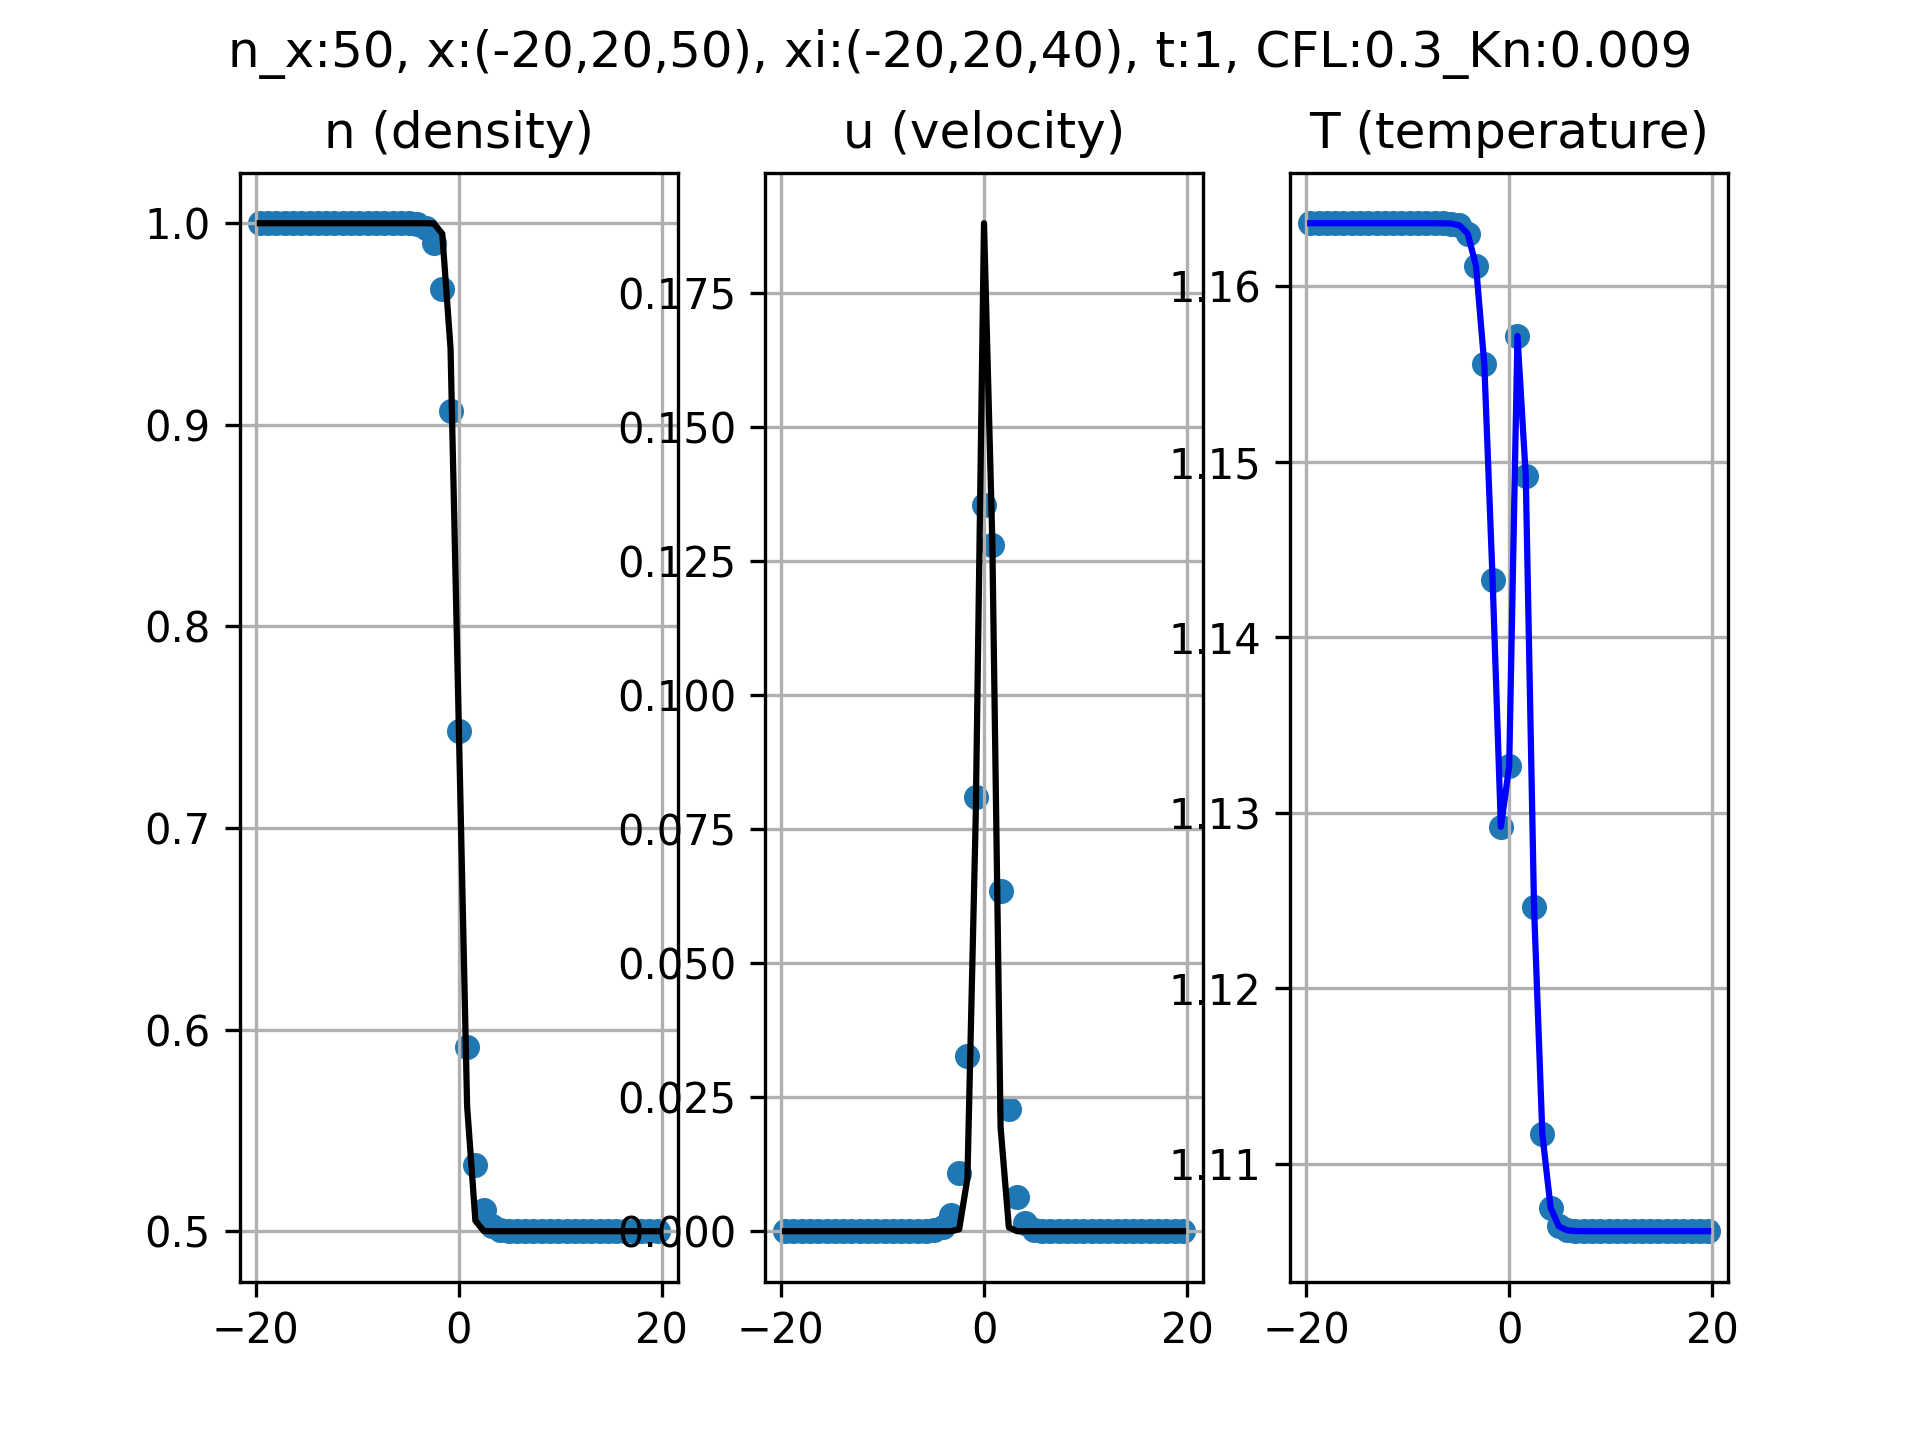 n_x:50, x:(-20,20,50), xi:(-20,20,40), t:1, CFL:0.3_Kn:0.009
n (density)
1.0
0.9
0.8
0.7
0.6
0.5
−20 0 20
u (velocity)
0.175
0.150
0.125
0.100
0.075
0.050
0.025
0.000
−20 0 20
T (temperature)
1.16
1.15
1.14
1.13
1.12
1.11
−20 0 20